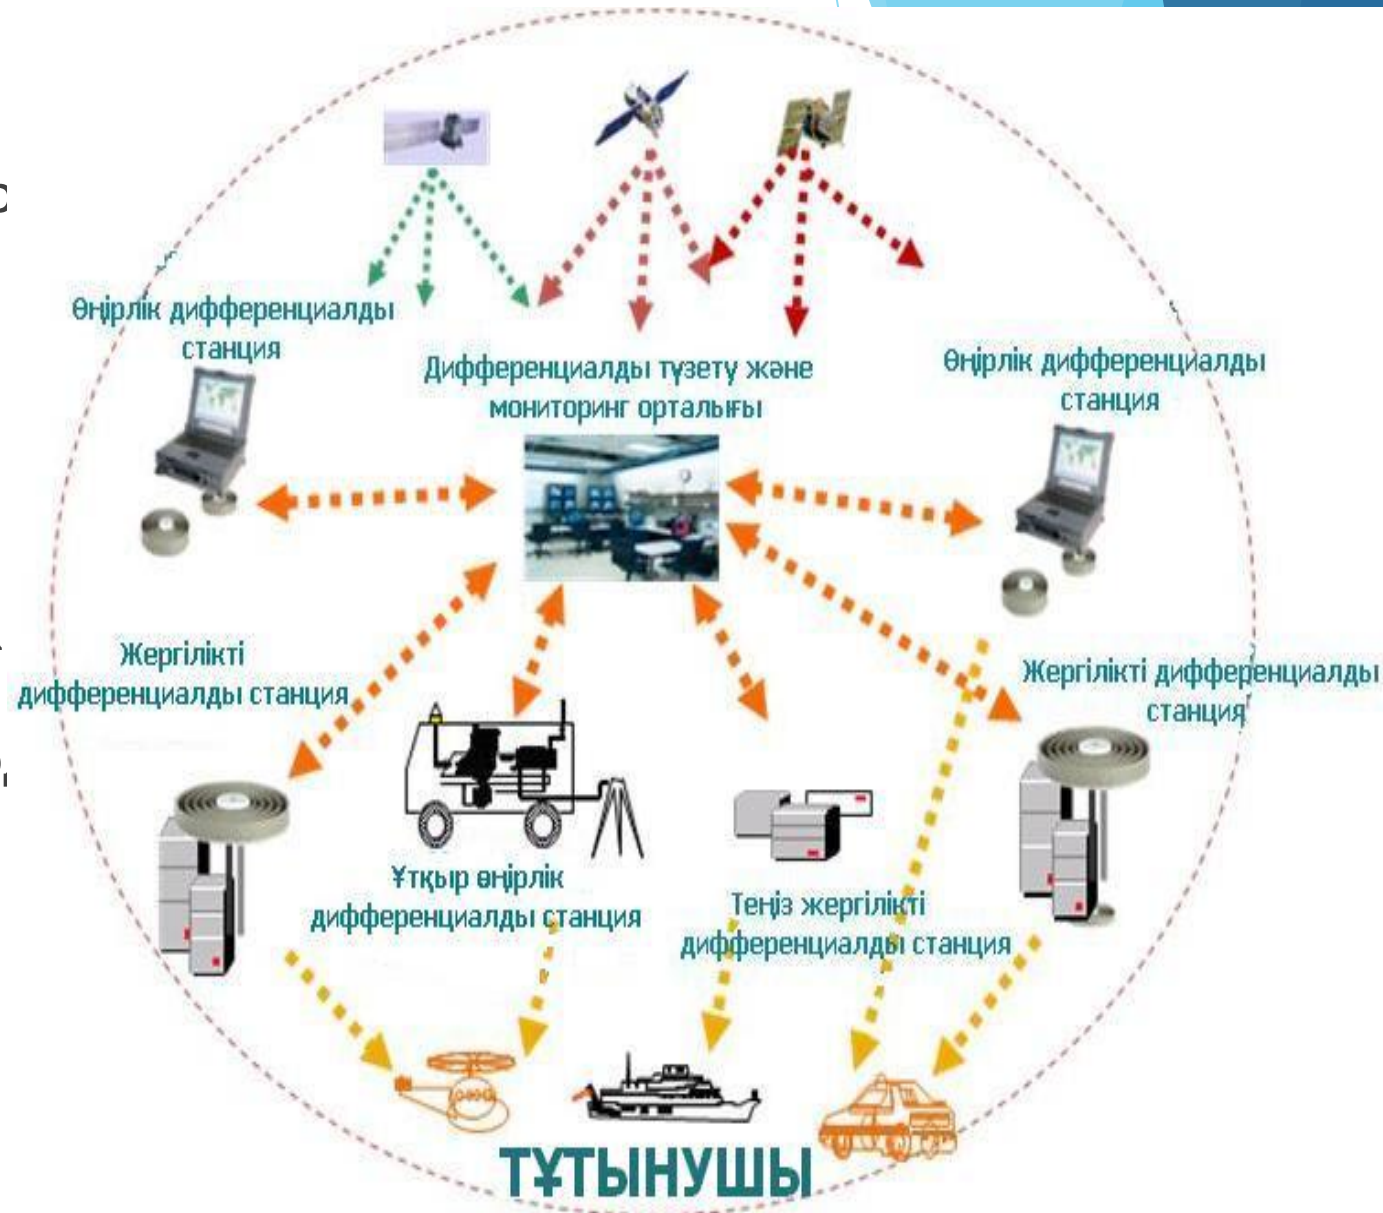 Өңірлік дифференциалды
станция
Дифференциалды түзету және
мониторинг орталығы
Өңірлік дифференциалды
станция
Жергілікті
дифференциалды станция
Жергілікті дифференциалды
станция
Ұтқыр өңірлік
дифференциалды станция
Теңіз жергілікті
дифференциалды станция
ТҰТЫНУШЫ